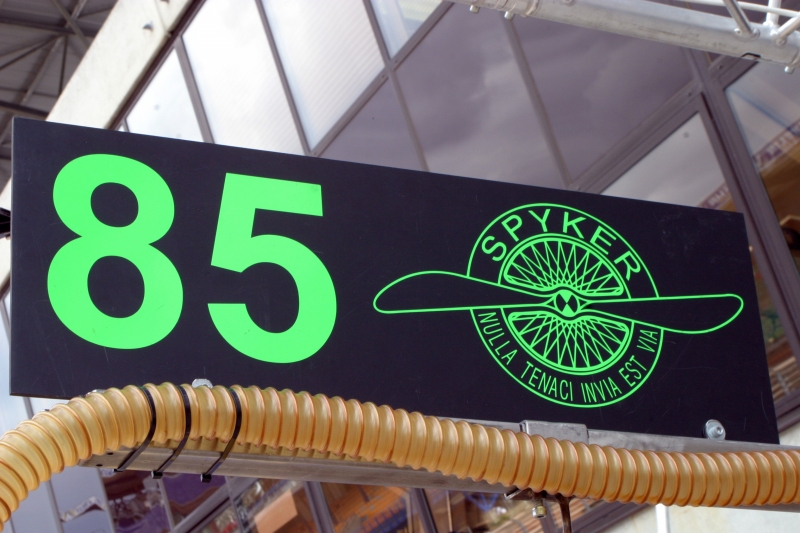 85
SPYKER
NULLA TENACI INVIA EST VIA